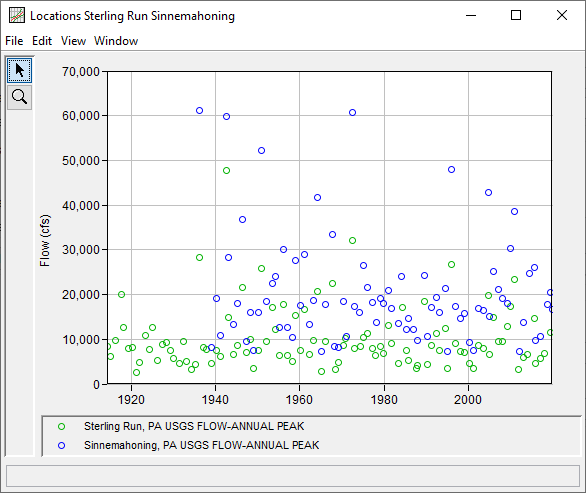 Locations Sterling Run Sinnemahoning
File Edit View Window
70,000
60,000
50,000
40,000
30,000
20,000
10,000
0
Flow (cfs)
1920 1940 1960 1980 2000
Sterling Run, PA USGS FLOW-ANNUAL PEAK
Sinnemahoning, PA USGS FLOW-ANNUAL PEAK